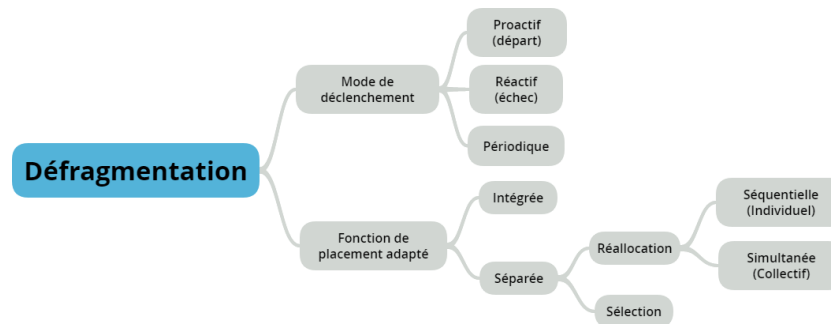 Défragmentation
Mode de
déclenchement
Proactif
(départ)
Réactif
(échec)
Périodique
Fonction de
placement adapté
Intégrée
Séparée
Réallocation
Séquentielle
(Individuel)
Simultanée
(Collectif)
Sélection